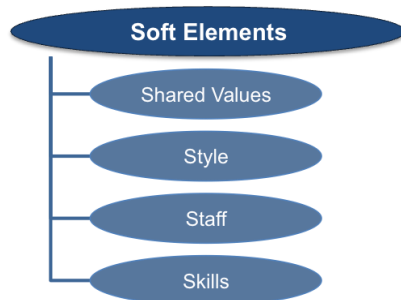 Soft Elements
Shared Values
Style
Staff
Skills